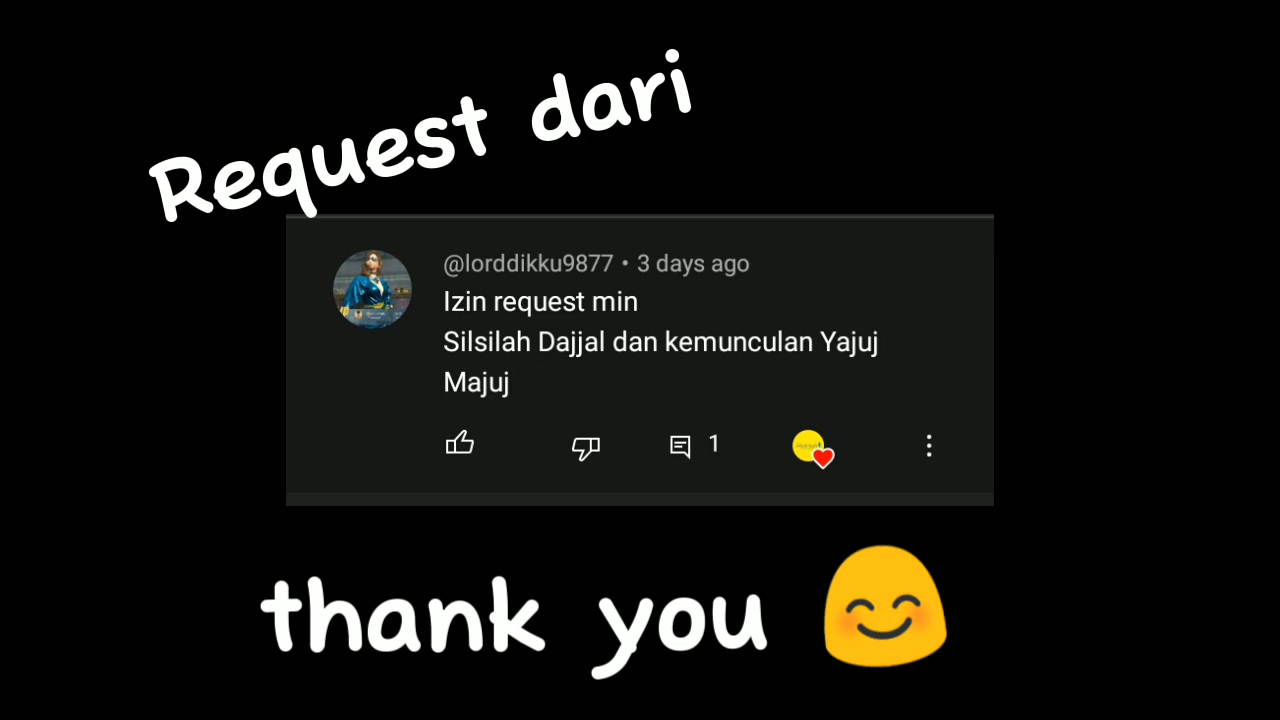 Request dari
@lorddikku9877 • 3 days ago
Izin request min
Silsilah Dajjal dan kemunculan Yajuj
Majuj
1
thank you 😊